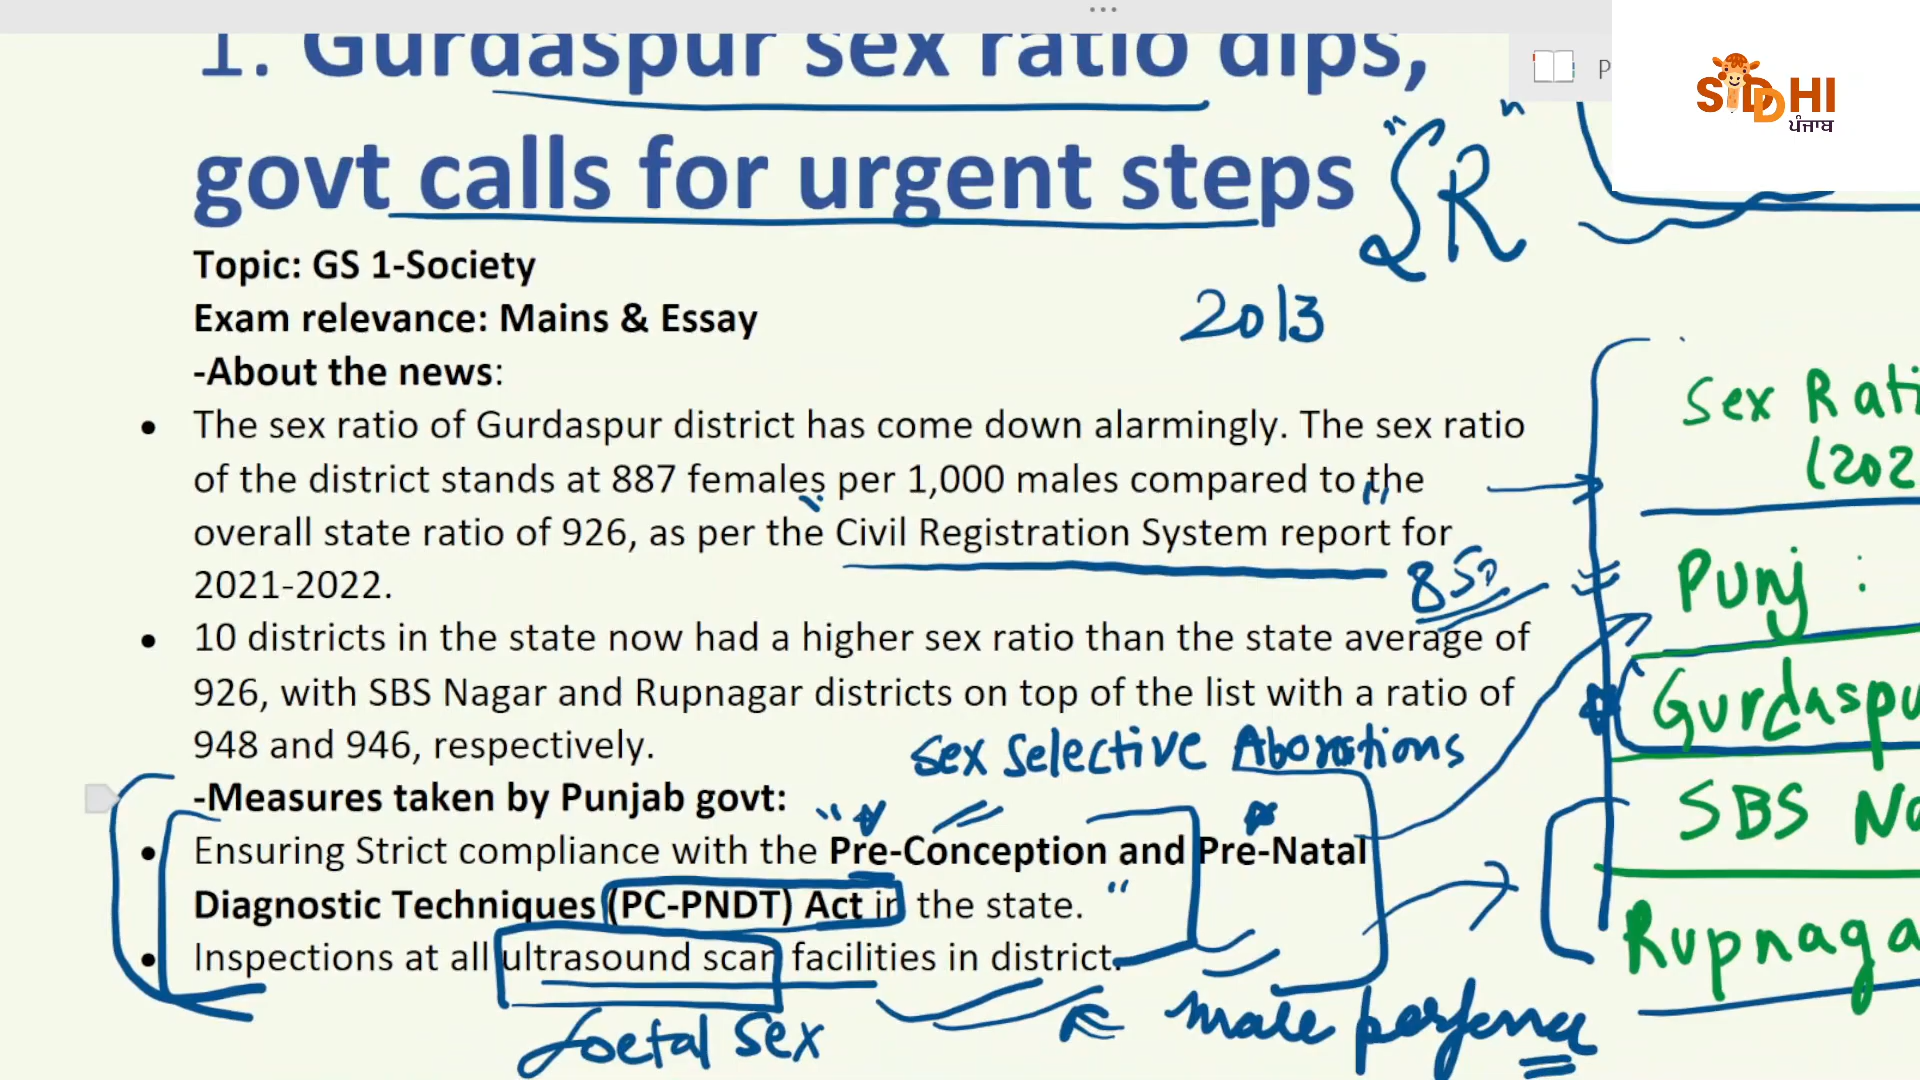 1. Gurdaspur sex ratio dips,
P
SIDDHI
ਪੰਜਾਬ
govt calls for urgent steps
"SR"
Topic: GS 1-Society
Exam relevance: Mains & Essay
2013
-About the news:
Sex Rati
(202
• The sex ratio of Gurdaspur district has come down alarmingly. The sex ratio
of the district stands at 887 females per 1,000 males compared to the
overall state ratio of 926, as per the Civil Registration System report for
2021-2022.
850
Punj :
• 10 districts in the state now had a higher sex ratio than the state average of
926, with SBS Nagar and Rupnagar districts on top of the list with a ratio of
948 and 946, respectively.
Gurdaspu
Sex Selective Aborations
SBS Na
-Measures taken by Punjab govt:
• Ensuring Strict compliance with the Pre-Conception and Pre-Natal
Diagnostic Techniques (PC-PNDT) Act in the state.
• Inspections at all ultrasound scan facilities in district.
Rupnaga
foetal Sex
male perfernce